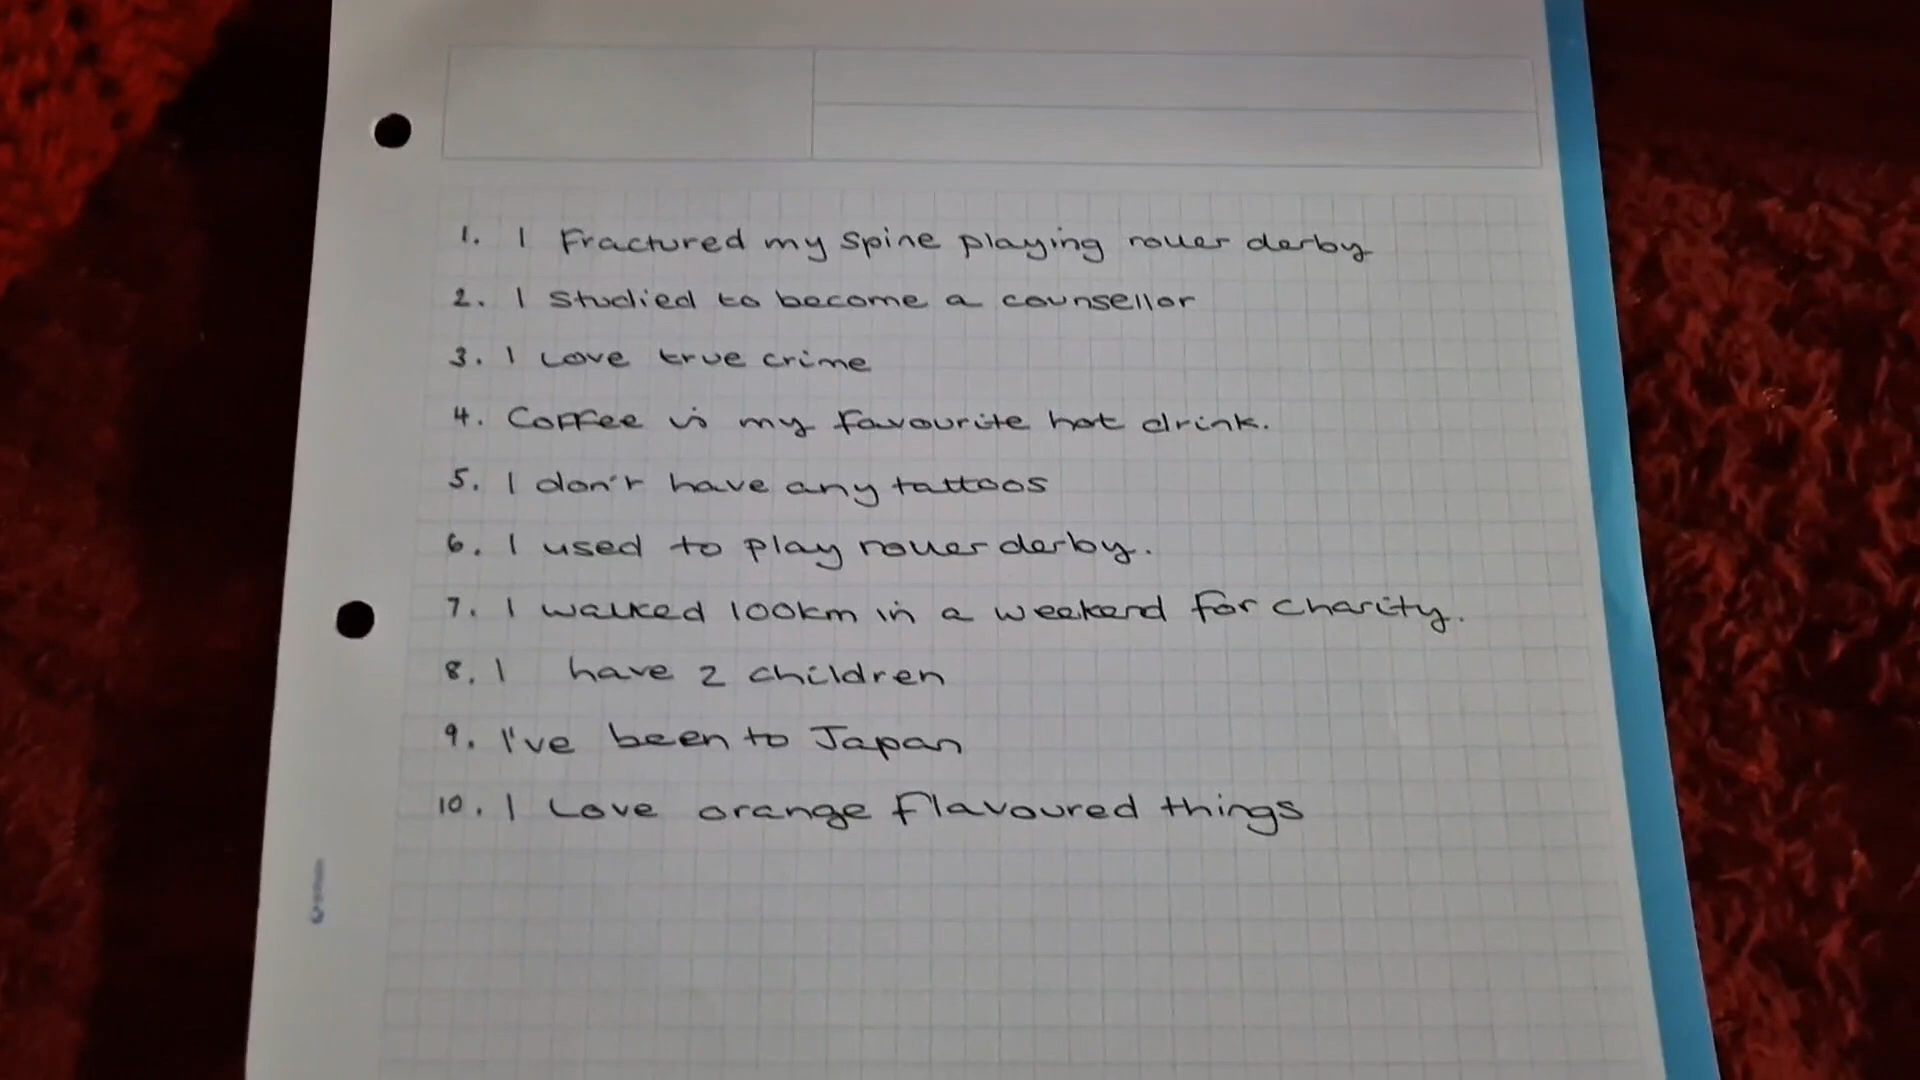 1. I Fractured my spine playing roller derby
2. I studied to become a counsellor
3. I Love true crime
4. Coffee is my favourite hot drink.
5. I don't have any tattoos
6. I used to play roller derby.
7. I walked 100km in a weekend for charity.
8. I have 2 children
9. I've been to Japan
10. I Love orange flavoured things